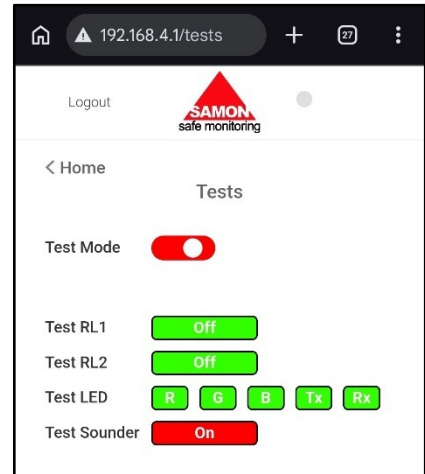 192.168.4.1/tests
27
Logout
SAMON
safe monitoring
< Home
Tests
Test Mode
Test RL1 Off
Test RL2 Off
Test LED R G B Tx Rx
Test Sounder On